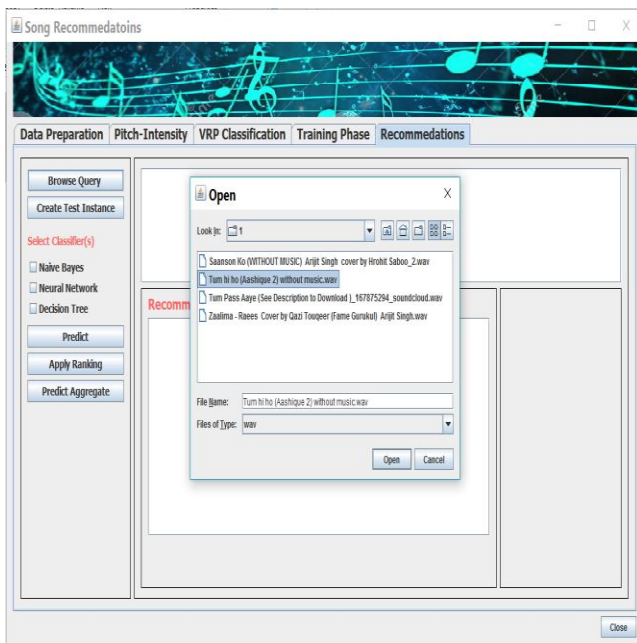 Song Recommedatoins
Data Preparation Pitch-Intensity VRP Classification Training Phase Recommedations
Browse Query
Create Test Instance
Select Classifier(s)
Naive Bayes
Neural Network
Decision Tree
Predict
Apply Ranking
Predict Aggregate
Recomm
Open
Look In: 1
Saanson Ko (WITHOUT MUSIC) Arijit Singh cover by Hrohit Saboo_2.wav
Tum hi ho (Aashique 2) without music.wav
Tum Pass Aaye (See Description to Download )_167875294_soundcloud.wav
Zaalima - Raees Cover by Qazi Touqeer (Fame Gurukul) Arijit Singh.wav
File Name: Tum hi ho (Aashique 2) without music.wav
Files of Type: wav
Open Cancel
Close